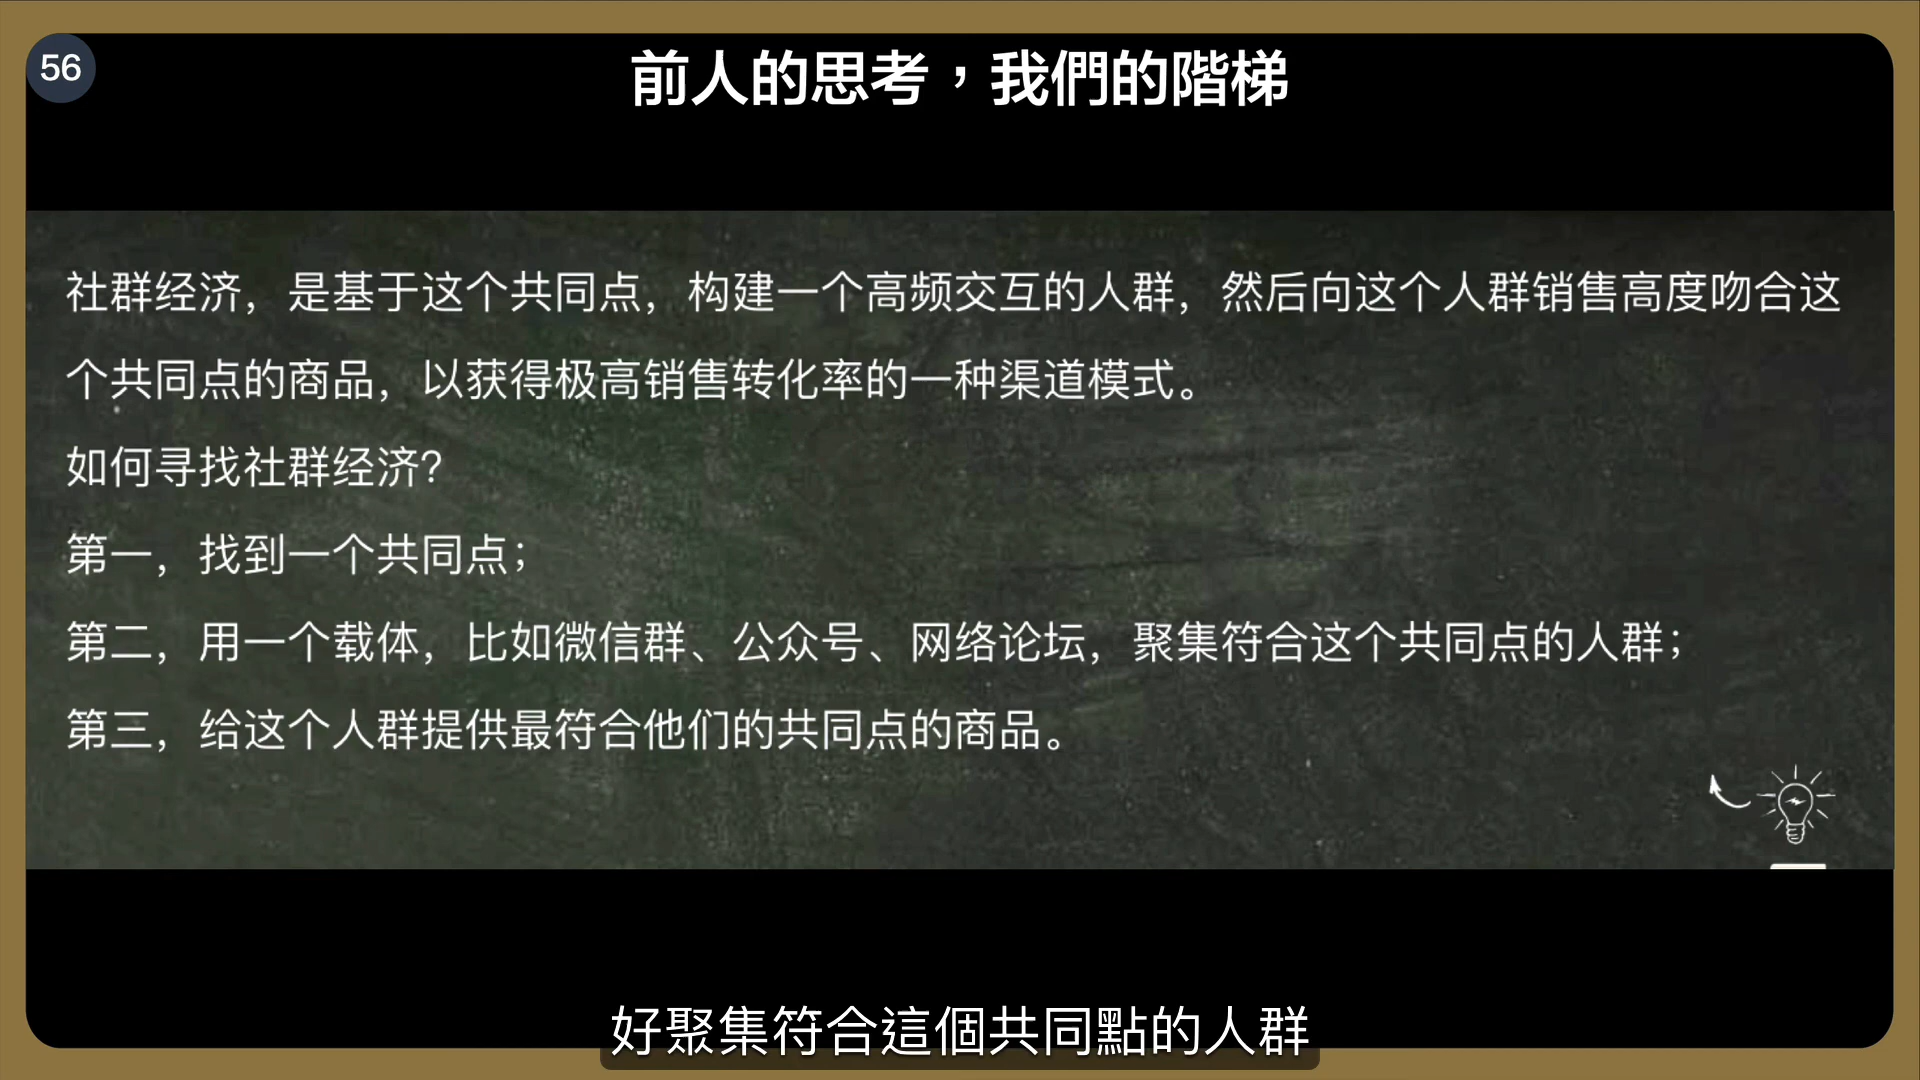 56
前人的思考，我們的階梯
社群经济，是基于这个共同点，构建一个高频交互的人群，然后向这个人群销售高度吻合这
个共同点的商品，以获得极高销售转化率的一种渠道模式。
如何寻找社群经济？
第一，找到一个共同点；
第二，用一个载体，比如微信群、公众号、网络论坛，聚集符合这个共同点的人群；
第三，给这个人群提供最符合他们的共同点的商品。
好聚集符合這個共同點的人群